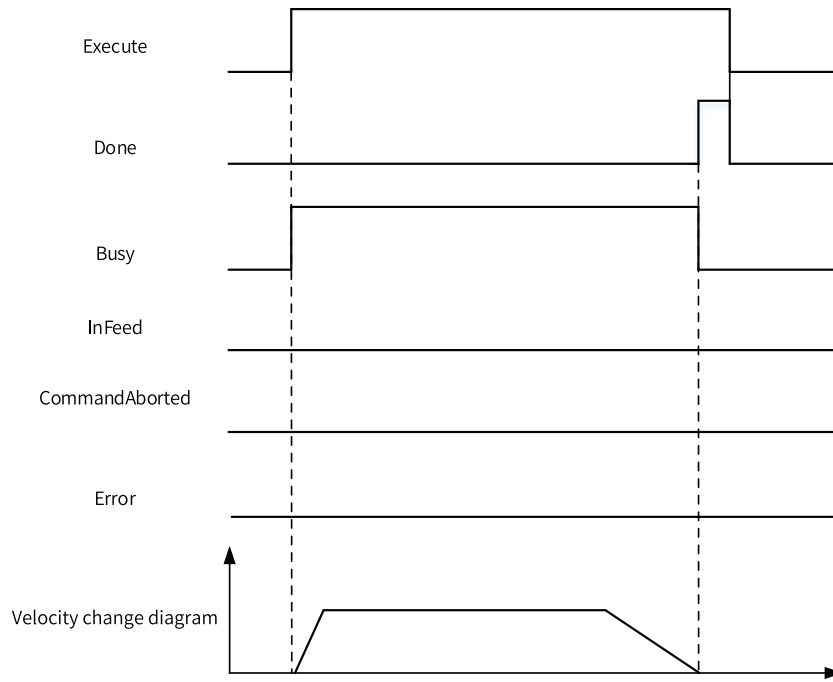 Execute
Done
Busy
InFeed
CommandAborted
Error
Velocity change diagram